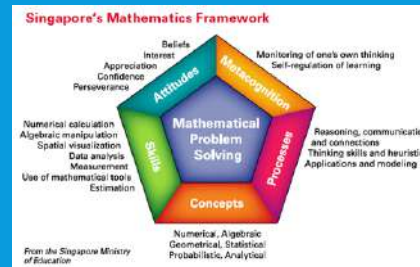 Singapore's Mathematics Framework
Beliefs
Interest
Appreciation
Confidence
Perseverance
Monitoring of one's own thinking
Self-regulation of learning
Attitudes
Metacognition
Numerical calculation
Algebraic manipulation
Spatial visualization
Data analysis
Measurement
Use of mathematical tools
Estimation
Skills
Mathematical
Problem
Solving
Processes
Reasoning, communicatio
and connections
Thinking skills and heuristic
Applications and modeling
Concepts
Numerical, Algebraic
Geometrical, Statistical
Probabilistic, Analytical
From the Singapore Ministry
of Education